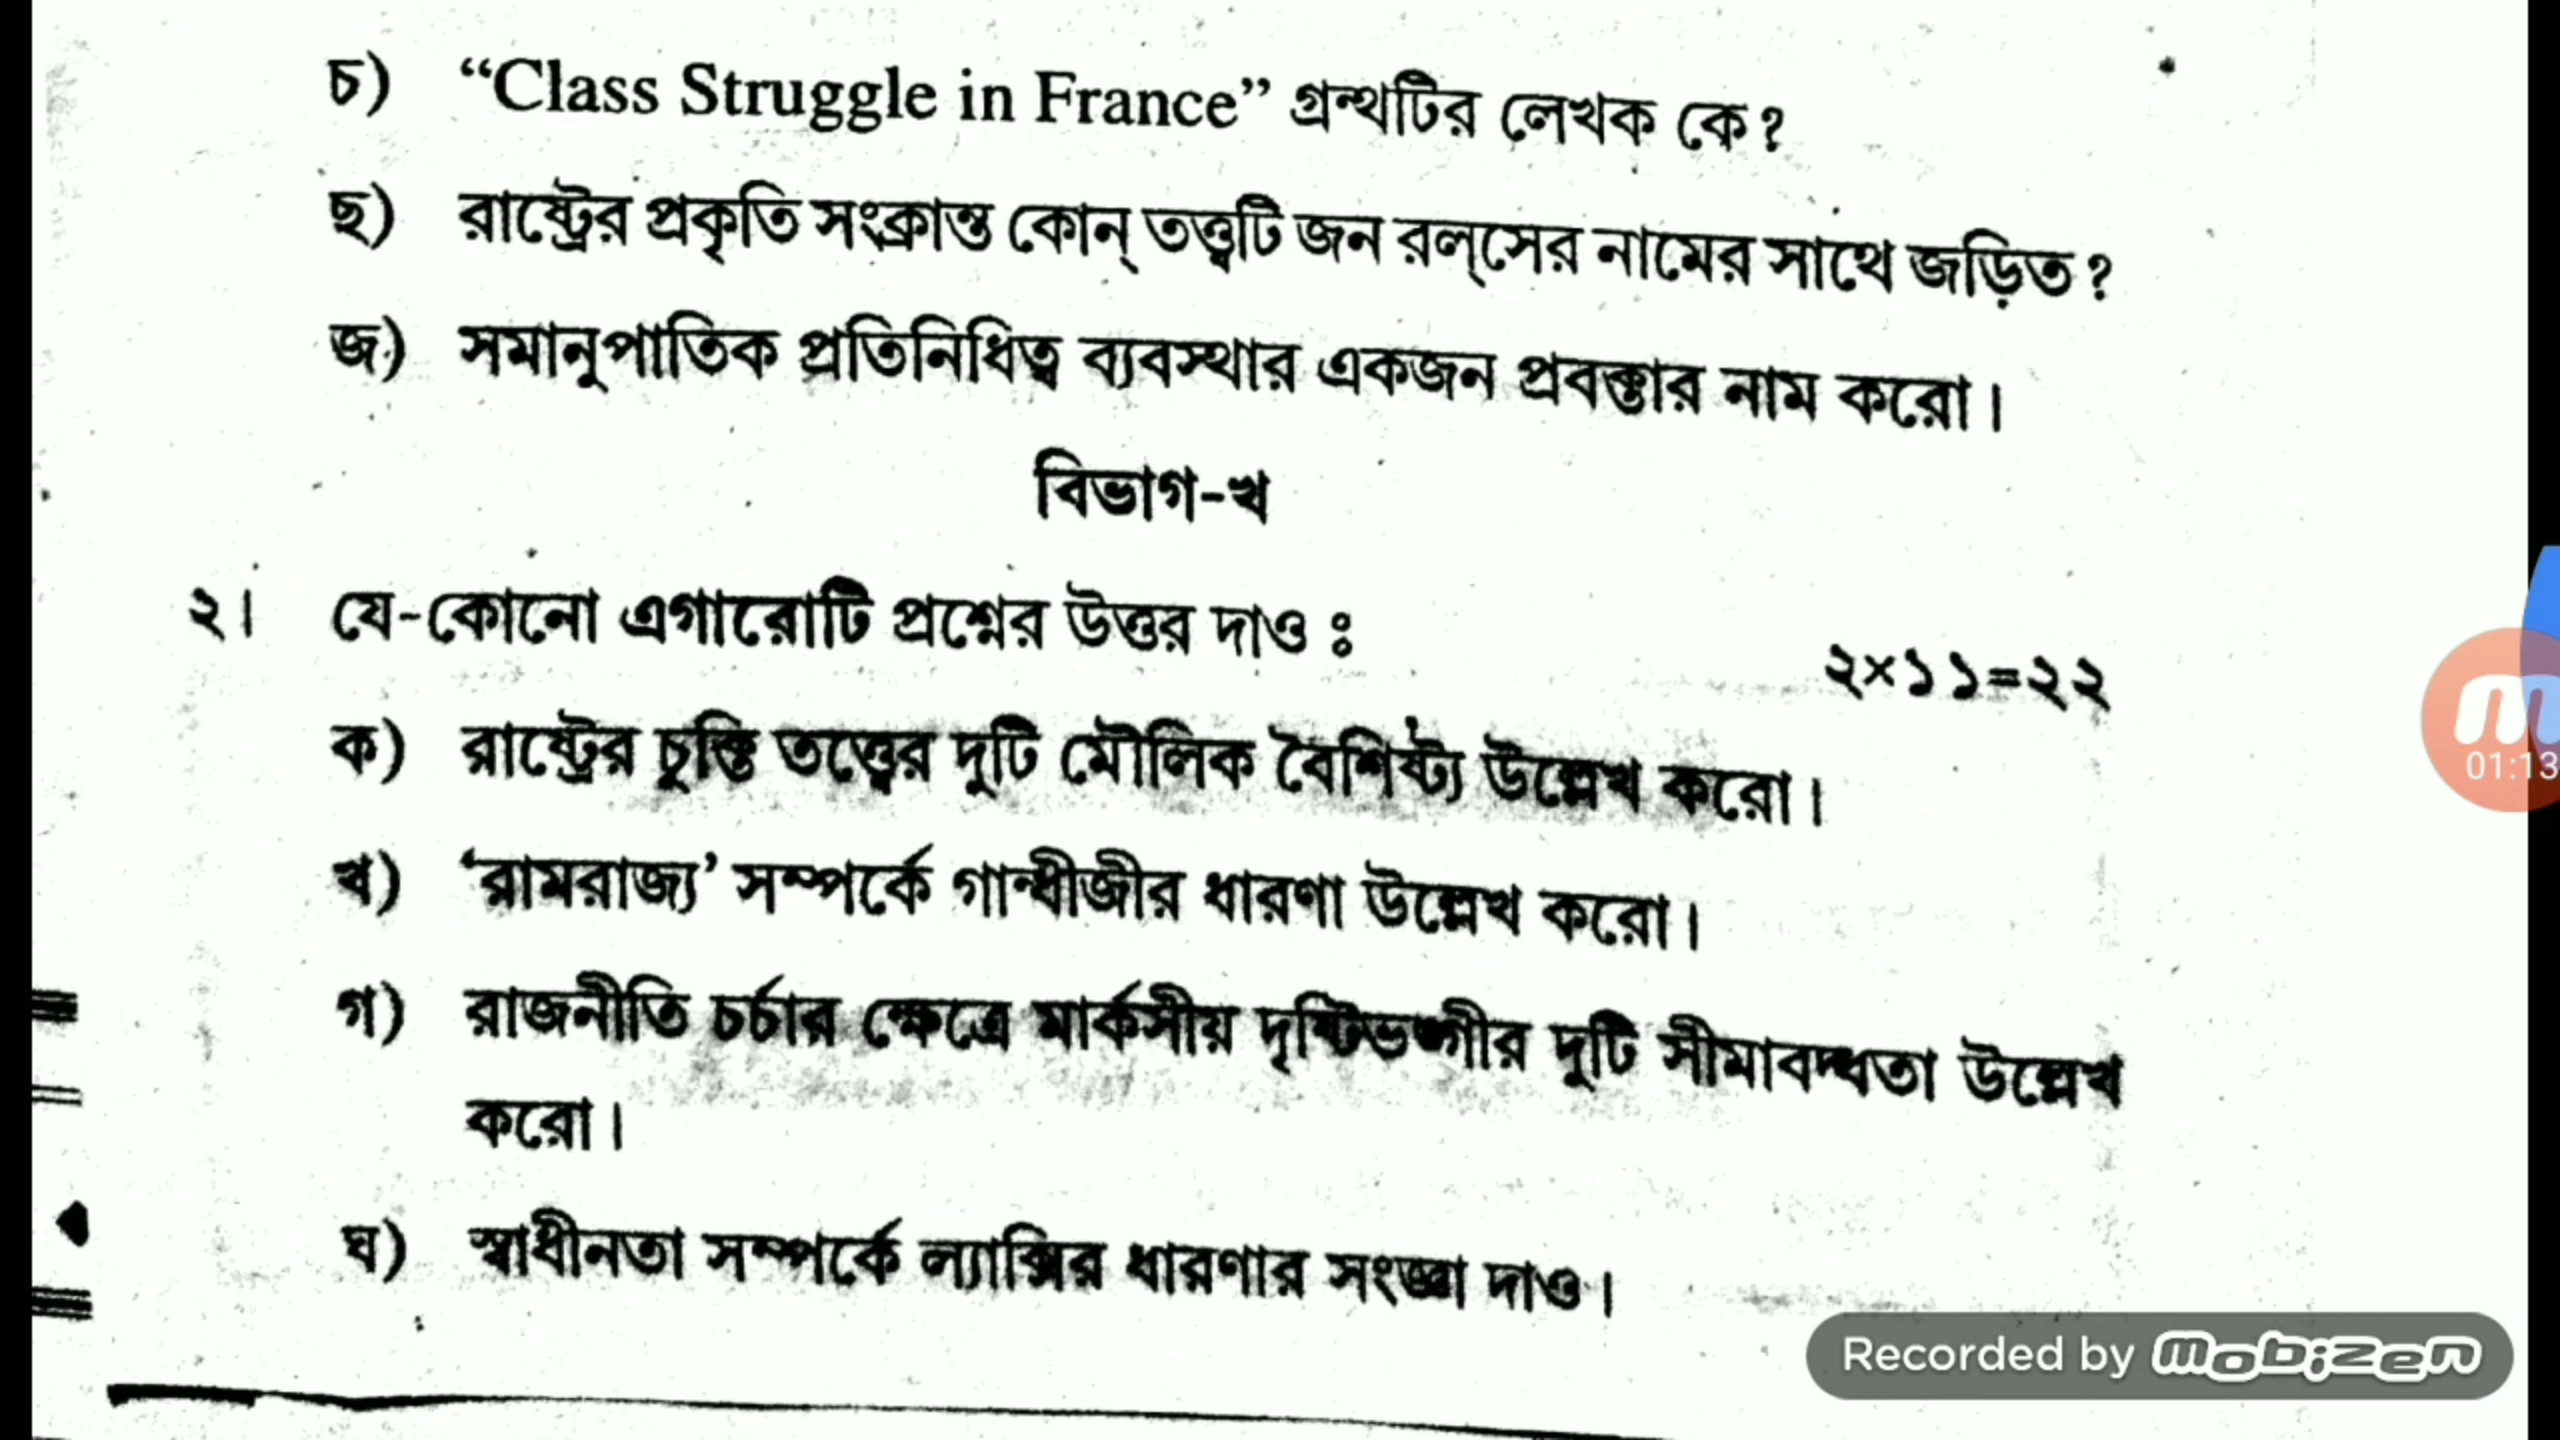 চ) “Class Struggle in France” গ্রন্থটির লেখক কে?
ছ) রাষ্ট্রের প্রকৃতি সংক্রান্ত কোন্ তত্ত্বটি জন রল্‌সের নামের সাথে জড়িত?
জ) সমানুপাতিক প্রতিনিধিত্ব ব্যবস্থার একজন প্রবক্তার নাম করো।
বিভাগ-খ
২। যে-কোনো এগারোটি প্রশ্নের উত্তর দাও ঃ
২×১১=২২
ক) রাষ্ট্রের চুক্তি তত্ত্বের দুটি মৌলিক বৈশিষ্ট্য উল্লেখ করো।
খ) ‘রামরাজ্য’ সম্পর্কে গান্ধীজীর ধারণা উল্লেখ করো।
গ) রাজনীতি চর্চার ক্ষেত্রে মার্কসীয় দৃষ্টিভঙ্গীর দুটি সীমাবদ্ধতা উল্লেখ
করো।
ঘ) স্বাধীনতা সম্পর্কে ল্যাস্কির ধারণার সংজ্ঞা দাও।
01:13
Recorded by mobizen